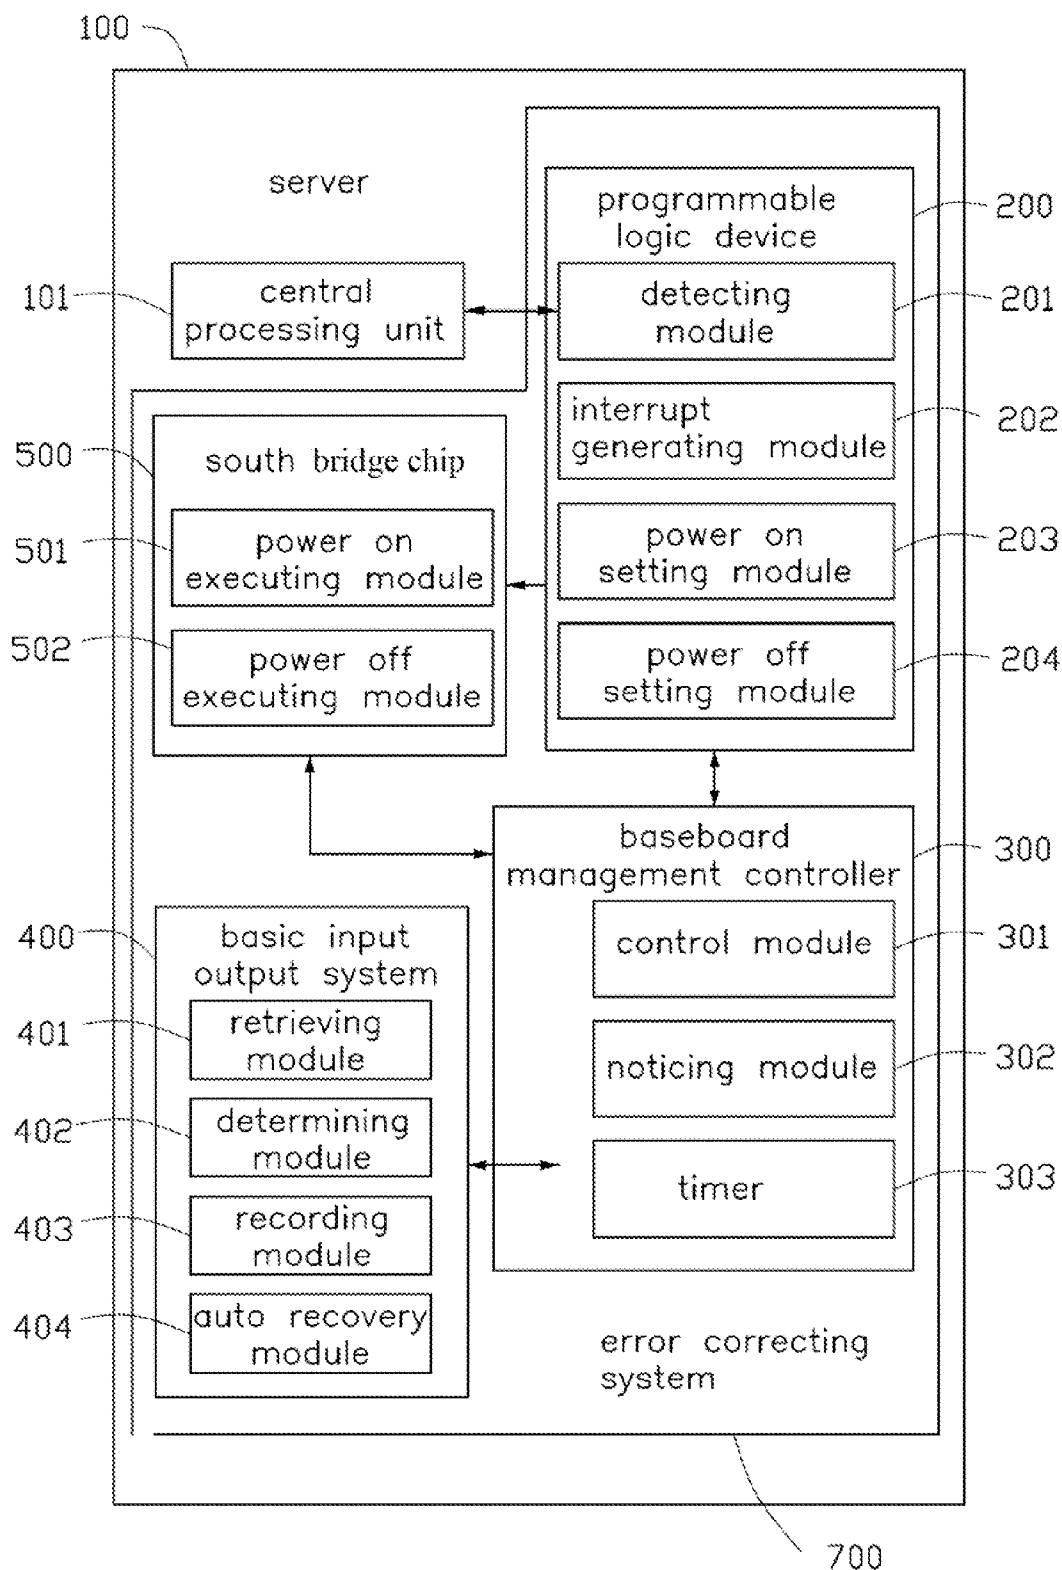 100
server
programmable
logic device
200
central
processing unit
101
detecting
module
201
interrupt
generating module
202
500
south bridge chip
501
power on
executing module
power on
setting module
203
502
power off
executing module
power off
setting module
204
baseboard
management controller
300
400
basic input
output system
control module
301
401
retrieving
module
noticing module
302
402
determining
module
timer
303
403
recording
module
404
auto recovery
module
error correcting
system
700